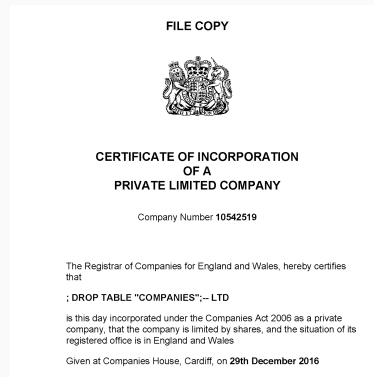 FILE COPY
CERTIFICATE OF INCORPORATION
OF A
PRIVATE LIMITED COMPANY
Company Number 10542519
The Registrar of Companies for England and Wales, hereby certifies
that
; DROP TABLE "COMPANIES";-- LTD
is this day incorporated under the Companies Act 2006 as a private
company, that the company is limited by shares, and the situation of its
registered office is in England and Wales
Given at Companies House, Cardiff, on 29th December 2016